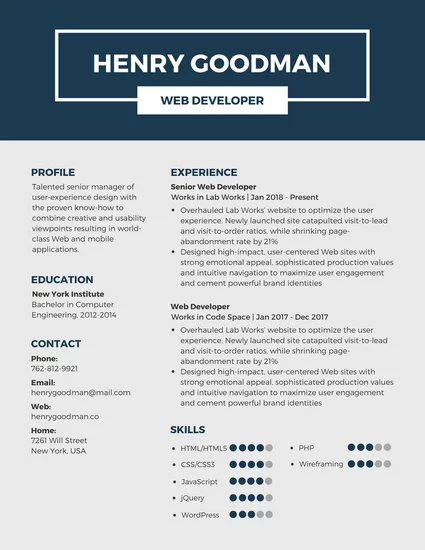 HENRY GOODMAN
WEB DEVELOPER
PROFILE
Talented senior manager of
user-experience design with
the proven know-how to
combine creative and usability
viewpoints resulting in world-
class Web and mobile
applications.
EDUCATION
New York Institute
Bachelor in Computer
Engineering, 2012-2014
CONTACT
Phone:
762-812-9921
Email:
henrygoodman@mail.com
Web:
henrygoodman.co
Home:
7261 Will Street
New York, USA
EXPERIENCE
Senior Web Developer
Works in Lab Works | Jan 2018 - Present
• Overhauled Lab Works' website to optimize the user
experience. Newly launched site catapulted visit-to-lead
and visit-to-order ratios, while shrinking page-
abandonment rate by 21%
• Designed high-impact, user-centered Web sites with
strong emotional appeal, sophisticated production values
and intuitive navigation to maximize user engagement
and cement powerful brand identities
Web Developer
Works in Code Space | Jan 2017 - Dec 2017
• Overhauled Lab Works' website to optimize the user
experience. Newly launched site catapulted visit-to-lead
and visit-to-order ratios, while shrinking page-
abandonment rate by 21%
• Designed high-impact, user-centered Web sites with
strong emotional appeal, sophisticated production values
and intuitive navigation to maximize user engagement
and cement powerful brand identities
SKILLS
• HTML/HTML5
• CSS/CSS3
• JavaScript
• jQuery
• WordPress
• PHP
• Wireframing